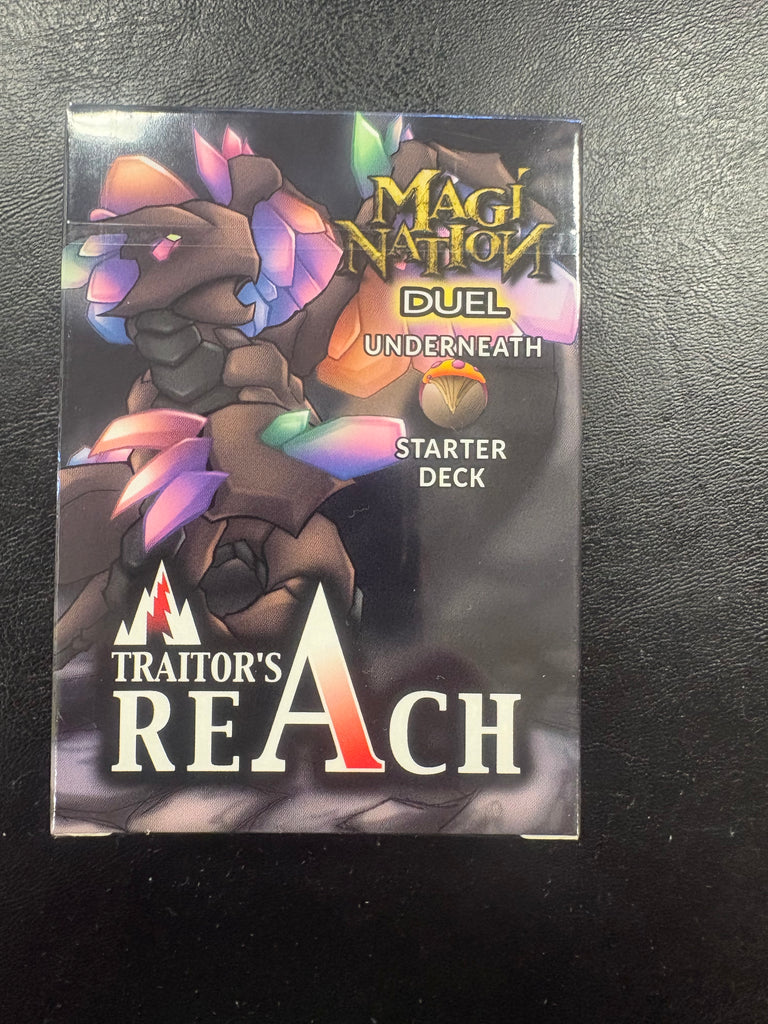 MAGI
NATION
DUEL
UNDERNEATH
STARTER
DECK
TRAITOR'S
REACH